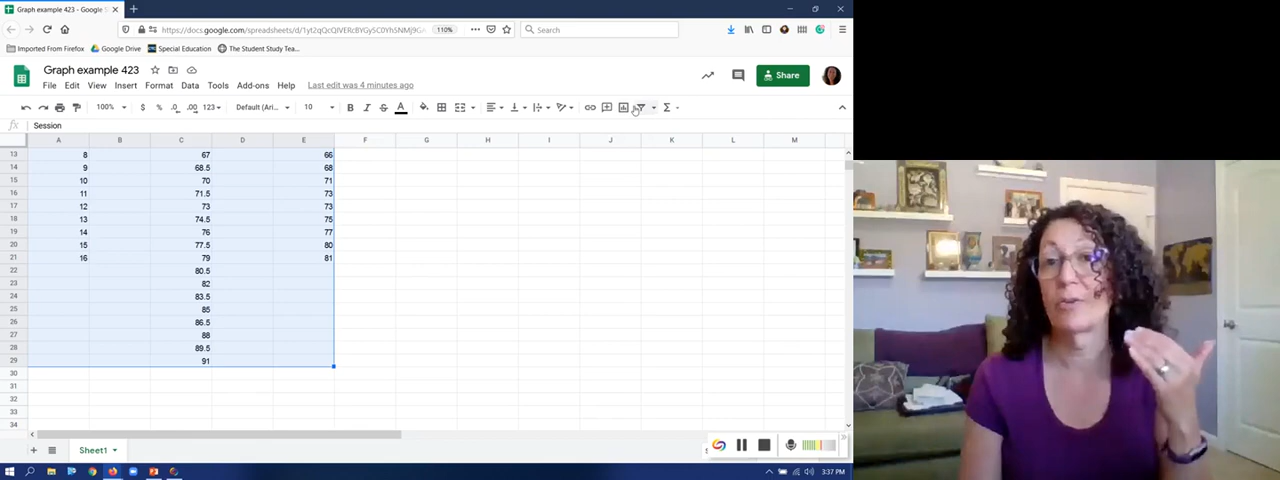 Graph example 423 - Google S
https://docs.google.com/spreadsheets/d/1yt2qQcQIVERcBYGy5C0Yh5NMj9G
110%
Search
Imported From Firefox Google Drive Special Education The Student Study Tea...
Graph example 423
File Edit View Insert Format Data Tools Add-ons Help Last edit was 4 minutes ago
Share
100% $ % .0 .00 123 Default (Ari... 10 B I S A Σ
fx Session
A B C D E F G H I J K L M
13 8 67 66
14 9 68.5 68
15 10 70 71
16 11 71.5 73
17 12 73 73
18 13 74.5 75
19 14 76 77
20 15 77.5 80
21 16 79 81
22 80.5
23 82
24 83.5
25 85
26 86.5
27 88
28 89.5
29 91
30
31
32
33
34
Sheet1
3:37 PM